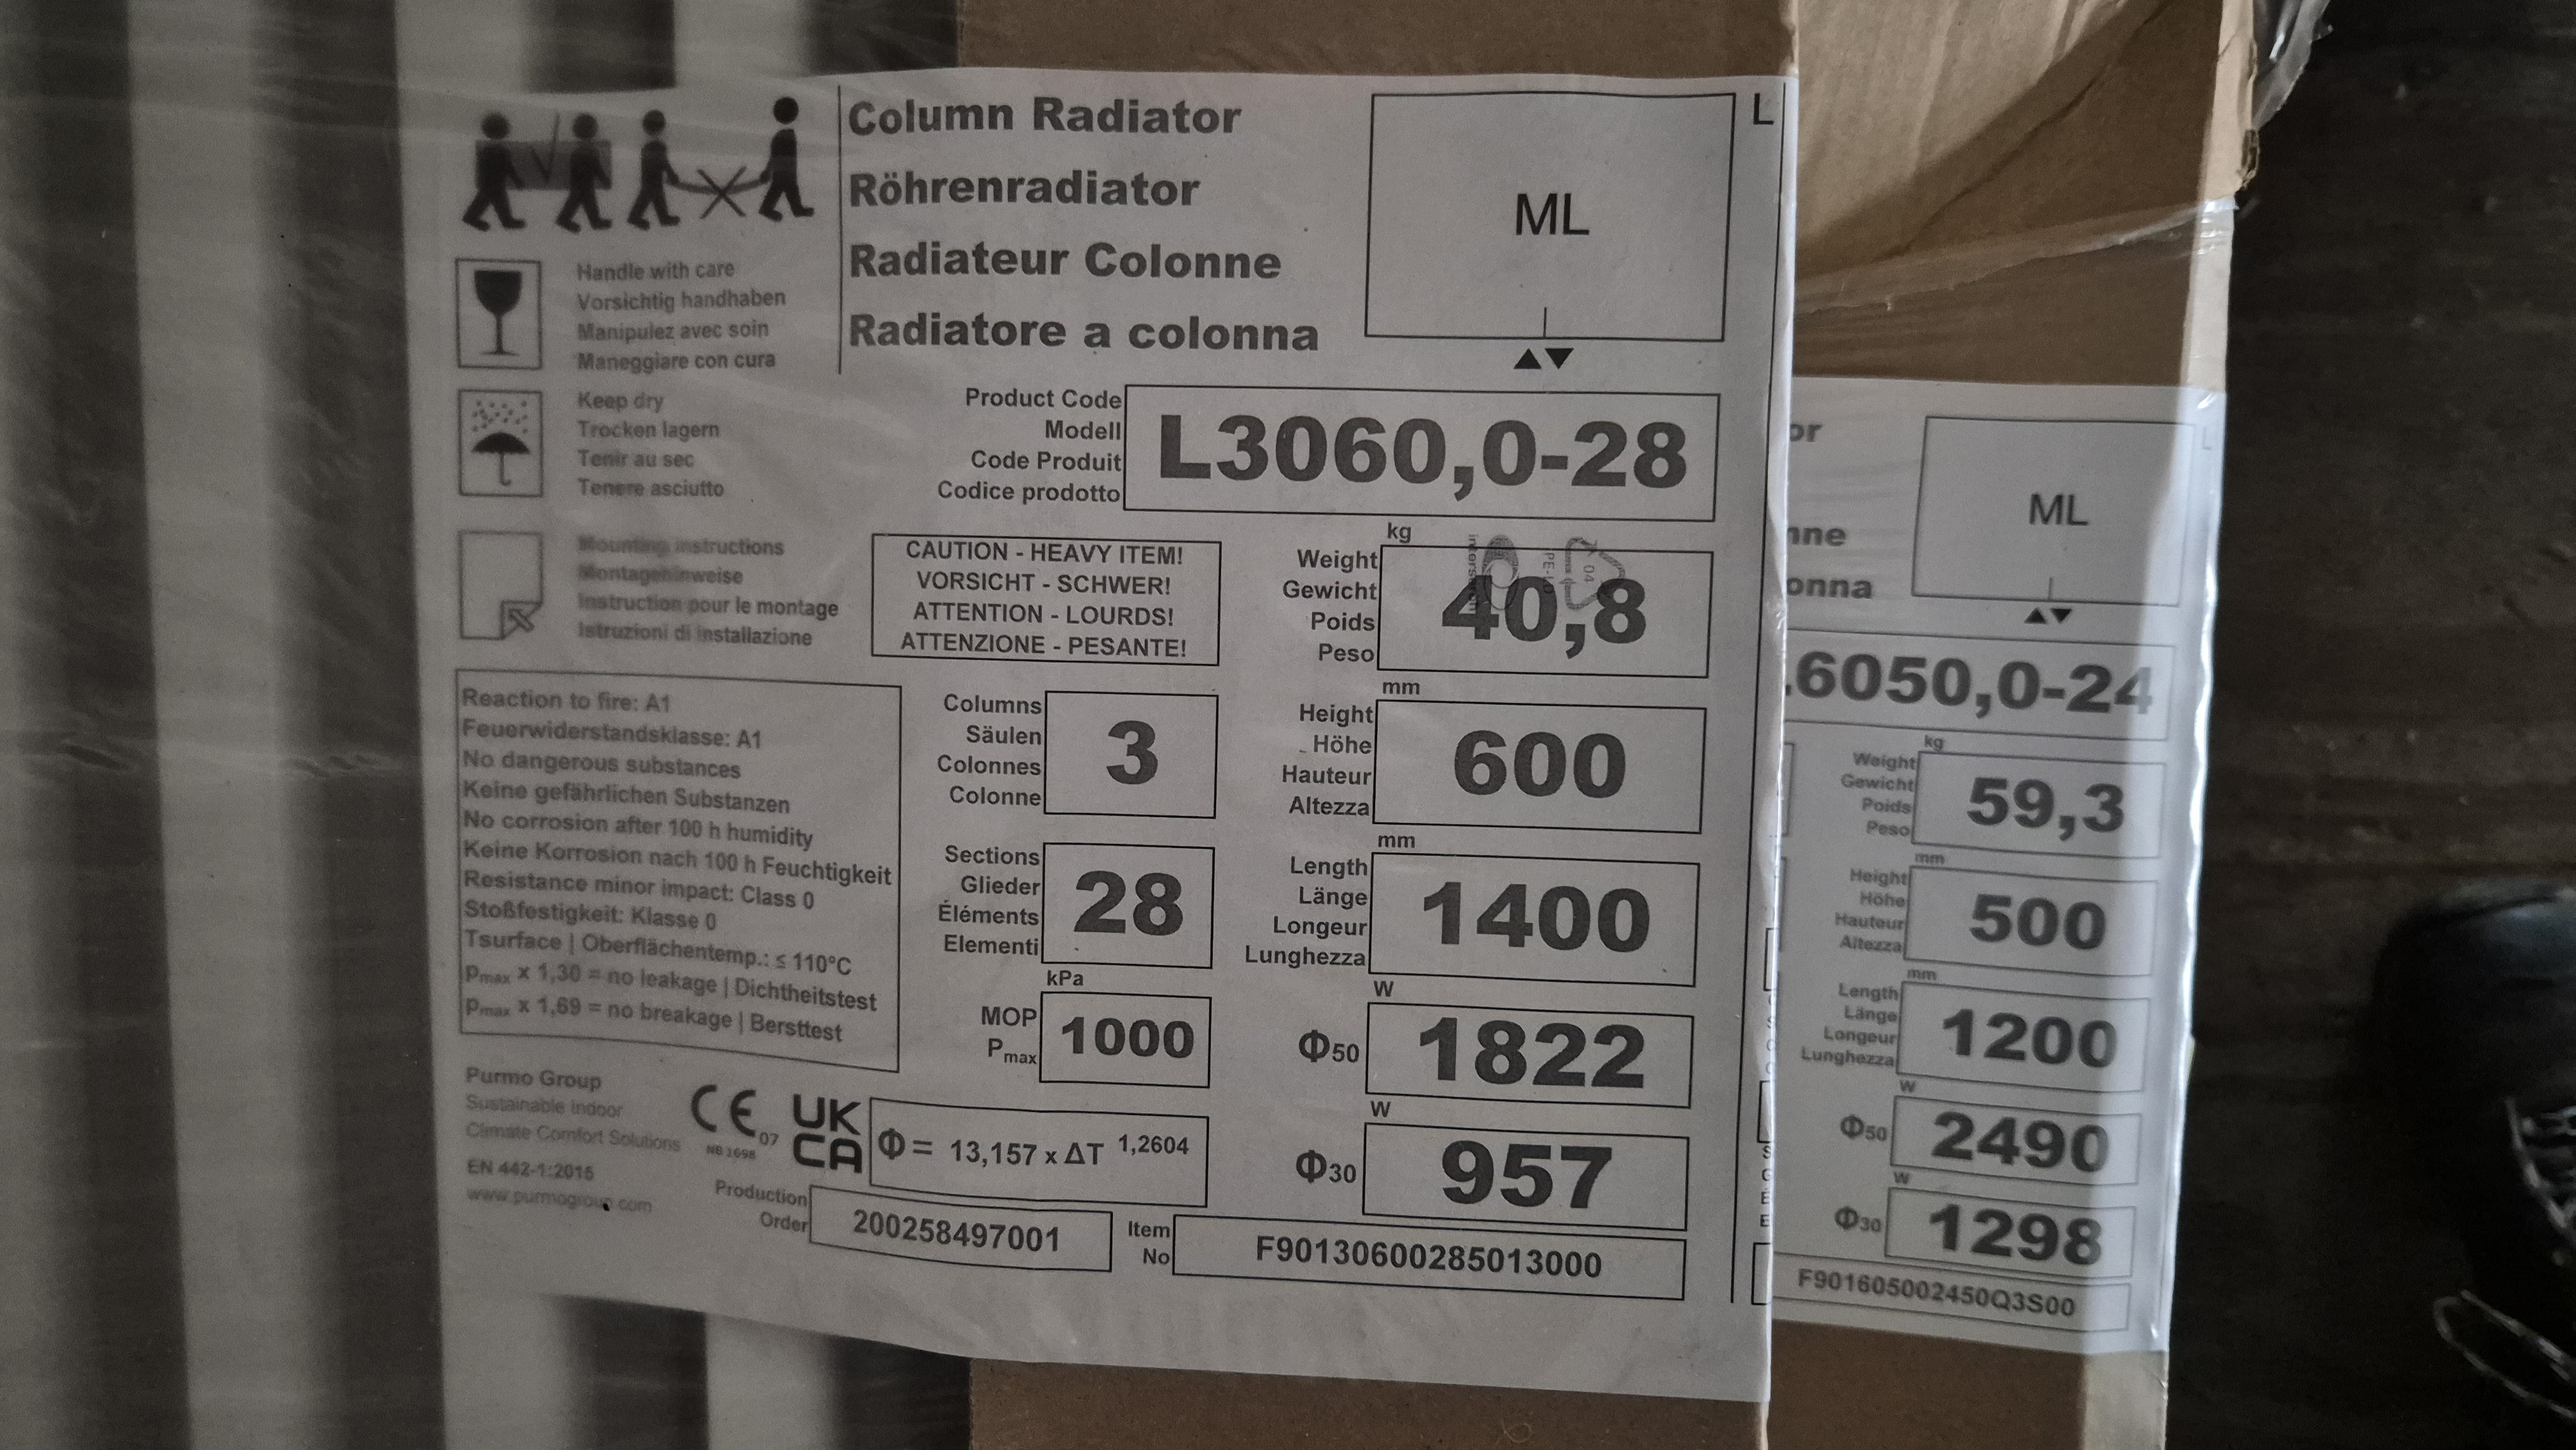 Column Radiator
Röhrenradiator
Radiateur Colonne
Radiatore a colonna
ML
L
Handle with care
Vorsichtig handhaben
Manipulez avec soin
Maneggiare con cura
Keep dry
Trocken lagern
Tenir au sec
Tenere asciutto
Mounting instructions
Montagehinweise
Instruction pour le montage
Istruzioni di installazione
Product Code
Modell
Code Produit
Codice prodotto
L3060,0-28
CAUTION - HEAVY ITEM!
VORSICHT - SCHWER!
ATTENTION - LOURDS!
ATTENZIONE - PESANTE!
kg
Weight
Gewicht
Poids
Peso
40,8
04
Reaction to fire: A1
Feuerwiderstandsklasse: A1
No dangerous substances
Keine gefährlichen Substanzen
No corrosion after 100 h humidity
Keine Korrosion nach 100 h Feuchtigkeit
Resistance minor impact: Class 0
Stoßfestigkeit: Klasse 0
Tsurface | Oberflächentemp.: ≤ 110°C
pmax x 1,30 = no leakage | Dichtheitstest
pmax x 1,69 = no breakage | Bersttest
Columns
Säulen
Colonnes
Colonne
3
mm
Height
Höhe
Hauteur
Altezza
600
Sections
Glieder
Éléments
Elementi
28
mm
Length
Länge
Longeur
Lunghezza
1400
kPa
MOP
Pmax
1000
W
Φ50
1822
W
Φ30
957
Purmo Group
Sustainable Indoor
Climate Comfort Solutions
EN 442-1:2015
www.purmogroup.com
CE 07
NB 1698
UK
CA
Φ = 13,157 x ΔT 1,2604
Production
Order
200258497001
Item
No
F90130600285013000
or
nne
onna
ML
L
6050,0-24
kg
Weight
Gewicht
Poids
Peso
59,3
mm
Height
Höhe
Hauteur
Altezza
500
mm
Length
Länge
Longeur
Lunghezza
1200
W
Φ50
2490
W
Φ30
1298
S
G
É
E
F901605002450Q3S00